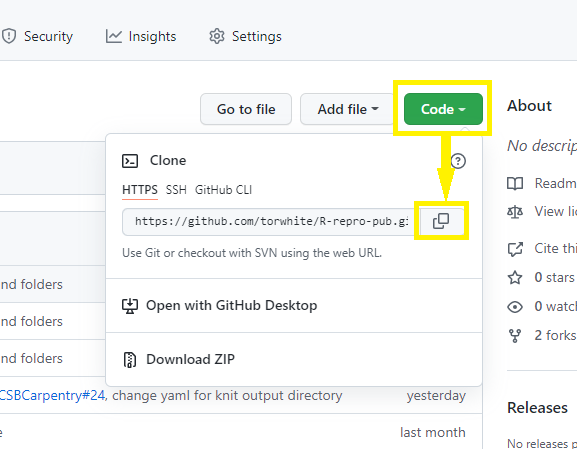 Security Insights Settings
Go to file Add file Code
About
No descrip
Clone
HTTPS SSH GitHub CLI
https://github.com/torwhite/R-repro-pub.gi
Use Git or checkout with SVN using the web URL.
Open with GitHub Desktop
Download ZIP
Readm
View lic
Cite thi
0 stars
0 watch
2 forks
nd folders
nd folders
nd folders
CSBCarpentry#24, change yaml for knit output directory yesterday
e last month
Releases
No releases p